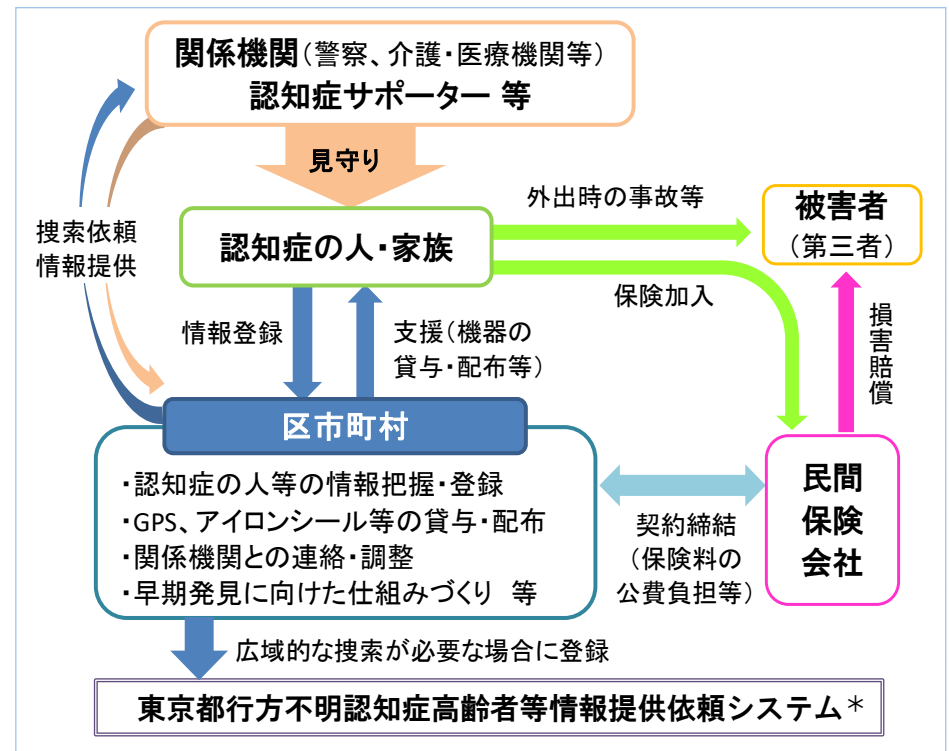 関係機関（警察、介護・医療機関等）
認知症サポーター 等
見守り
捜索依頼
情報提供
認知症の人・家族
外出時の事故等
被害者
（第三者）
保険加入
情報登録
支援（機器の
貸与・配布等）
損害賠償
区市町村
・認知症の人等の情報把握・登録
・GPS、アイロンシール等の貸与・配布
・関係機関との連絡・調整
・早期発見に向けた仕組みづくり 等
契約締結
（保険料の
公費負担等）
民間
保険
会社
広域的な捜索が必要な場合に登録
東京都行方不明認知症高齢者等情報提供依頼システム＊